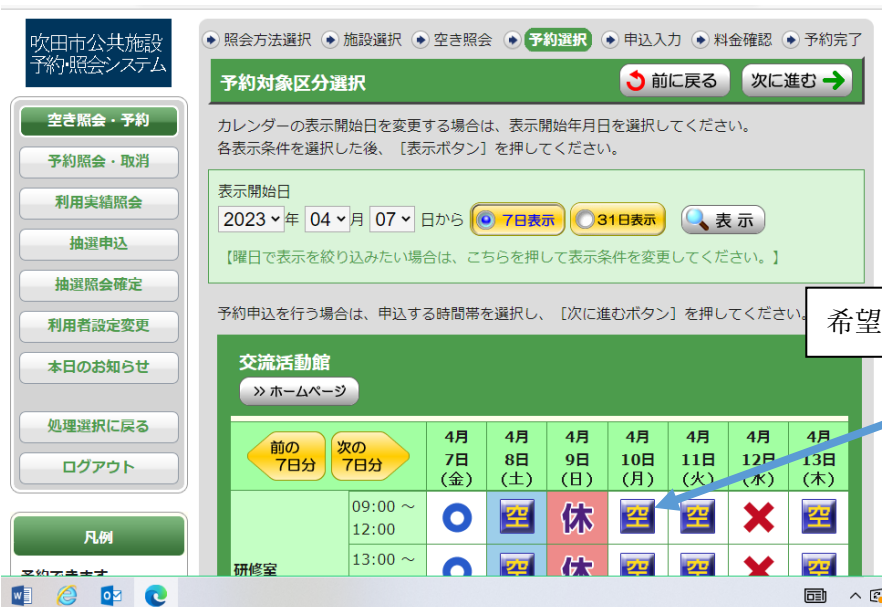 吹田市公共施設
予約・照会システム
照会方法選択 施設選択 空き照会 予約選択 申込入力 料金確認 予約完了
予約対象区分選択 前に戻る 次に進む
空き照会・予約
予約照会・取消
利用実績照会
抽選申込
抽選照会確定
利用者設定変更
本日のお知らせ
処理選択に戻る
ログアウト
凡例
カレンダーの表示開始日を変更する場合は、表示開始年月日を選択してください。
各表示条件を選択した後、[表示ボタン]を押してください。
表示開始日
2023 年 04 月 07 日から 7日表示 31日表示 表 示
【曜日で表示を絞り込みたい場合は、こちらを押して表示条件を変更してください。】
予約申込を行う場合は、申込する時間帯を選択し、[次に進むボタン]を押してください。
希望
交流活動館
>> ホームページ
前の7日分 次の7日分
4月 4月 4月 4月 4月 4月 4月
7日 8日 9日 10日 11日 12日 13日
(金) (土) (日) (月) (火) (水) (木)
研修室
09:00 ~
12:00
空 休 空 空 空
13:00 ~
空 休 空 空 空